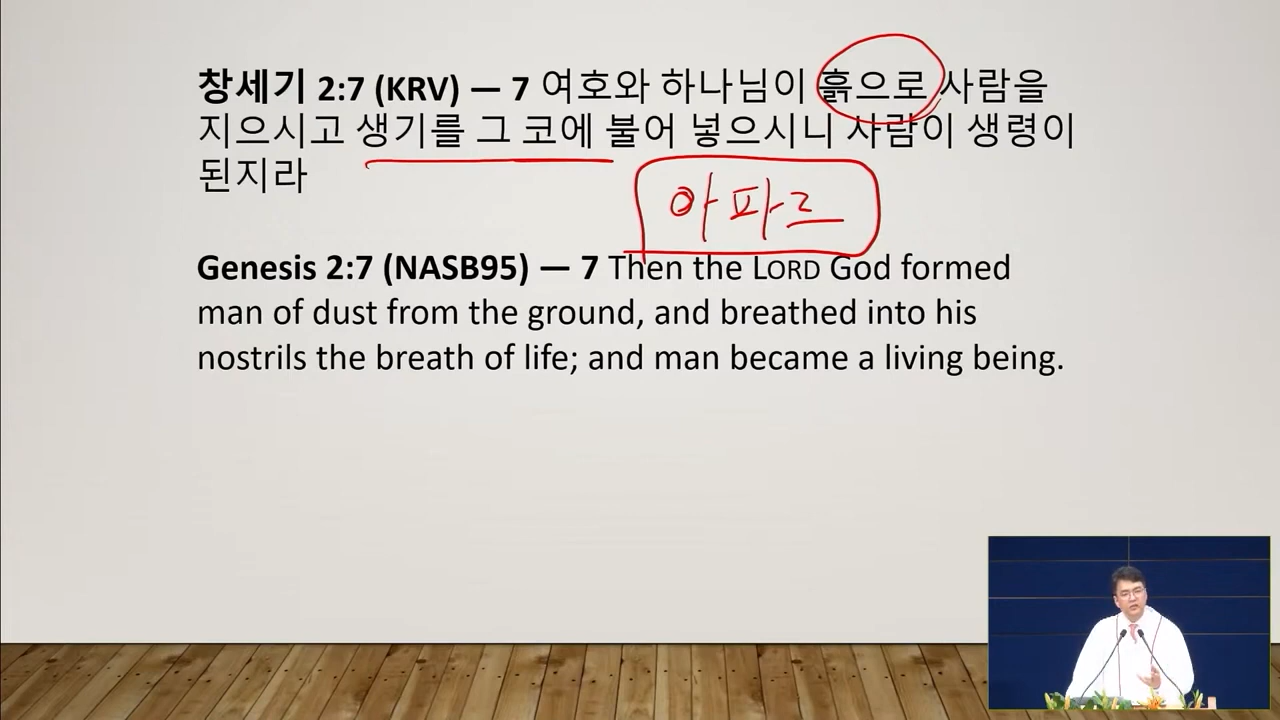 창세기 2:7 (KRV) — 7 여호와 하나님이 흙으로 사람을
지으시고 생기를 그 코에 불어 넣으시니 사람이 생령이
된지라
아파르
Genesis 2:7 (NASB95) — 7 Then the LORD God formed
man of dust from the ground, and breathed into his
nostrils the breath of life; and man became a living being.